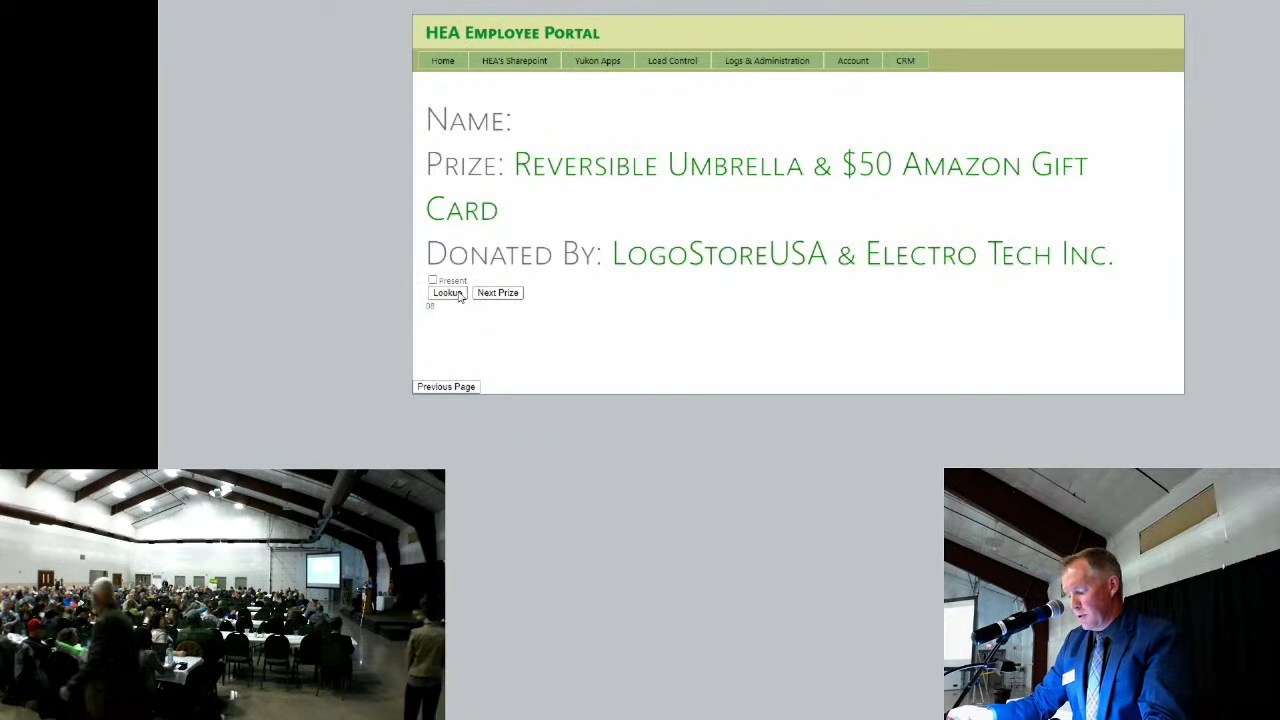 HEA EMPLOYEE PORTAL
Home HEA's Sharepoint Yukon Apps Load Control Logs & Administration Account CRM
NAME:
PRIZE: REVERSIBLE UMBRELLA & $50 AMAZON GIFT
CARD
DONATED BY: LOGOSTOREUSA & ELECTRO TECH INC.
Present
Lookup Next Prize
08
Previous Page